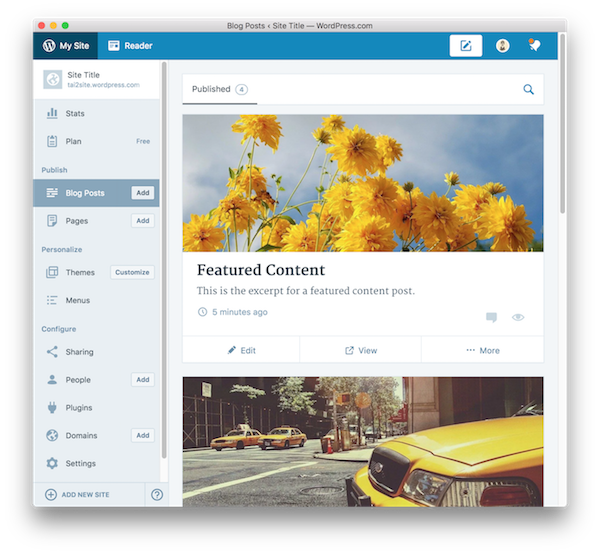 Blog Posts ‹ Site Title — WordPress.com
My Site
Reader
Site Title
tai2site.wordpress.com
Stats
Plan Free
Publish
Blog Posts Add
Pages Add
Personalize
Themes Customize
Menus
Configure
Sharing
People Add
Plugins
Domains Add
Settings
ADD NEW SITE
Published 4
Featured Content
This is the excerpt for a featured content post.
5 minutes ago
Edit
View
More